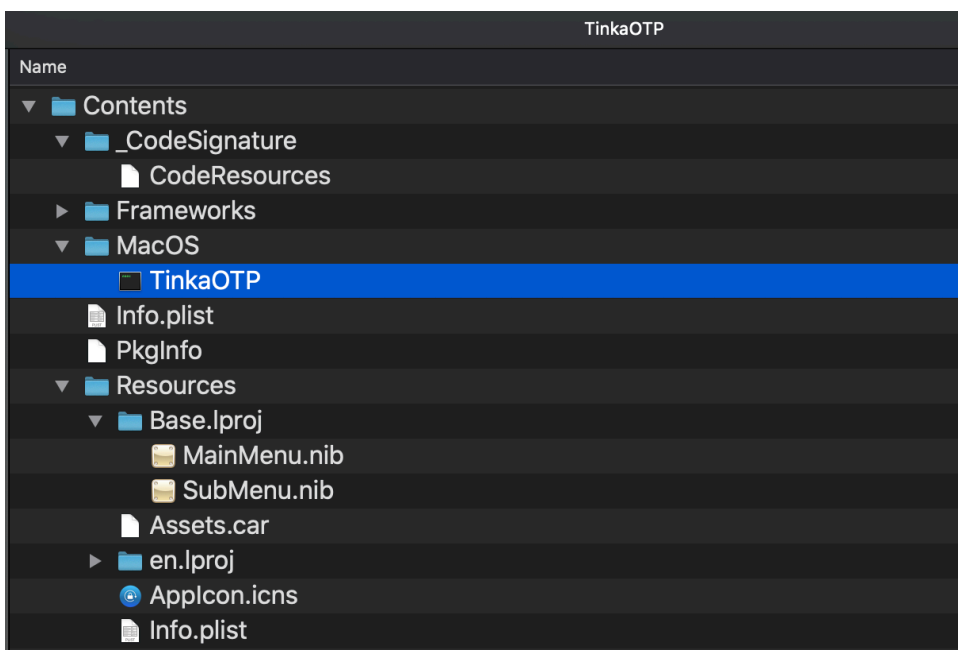 TinkaOTP
Name
Contents
_CodeSignature
CodeResources
Frameworks
MacOS
TinkaOTP
Info.plist
PkgInfo
Resources
Base.lproj
MainMenu.nib
SubMenu.nib
Assets.car
en.lproj
AppIcon.icns
Info.plist